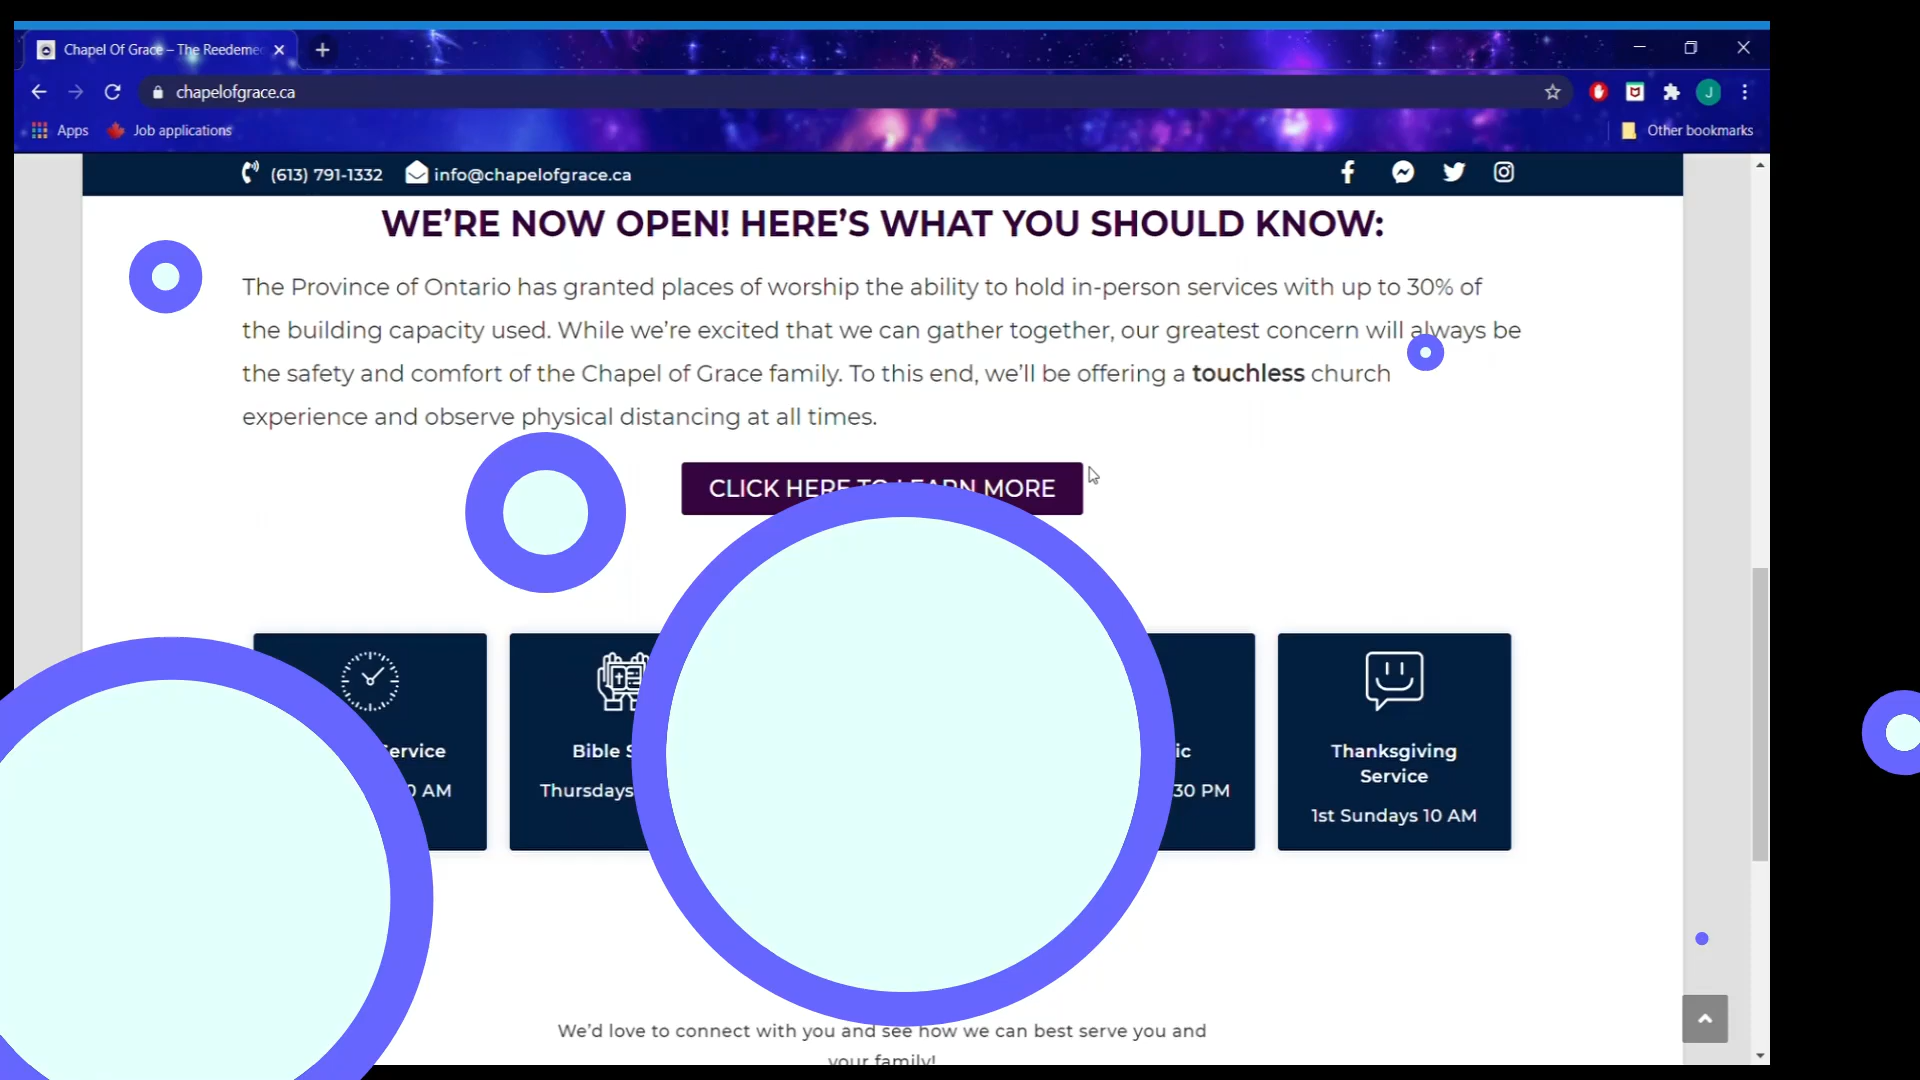 Chapel Of Grace – The Reedeme
chapelofgrace.ca
J
Apps Job applications Other bookmarks
(613) 791-1332 info@chapelofgrace.ca
WE'RE NOW OPEN! HERE'S WHAT YOU SHOULD KNOW:
The Province of Ontario has granted places of worship the ability to hold in-person services with up to 30% of
the building capacity used. While we're excited that we can gather together, our greatest concern will always be
the safety and comfort of the Chapel of Grace family. To this end, we'll be offering a touchless church
experience and observe physical distancing at all times.
CLICK HERE TO LEARN MORE
Service
0 AM
Bible
Thursdays
ic
30 PM
Thanksgiving
Service
1st Sundays 10 AM
We'd love to connect with you and see how we can best serve you and
your family!